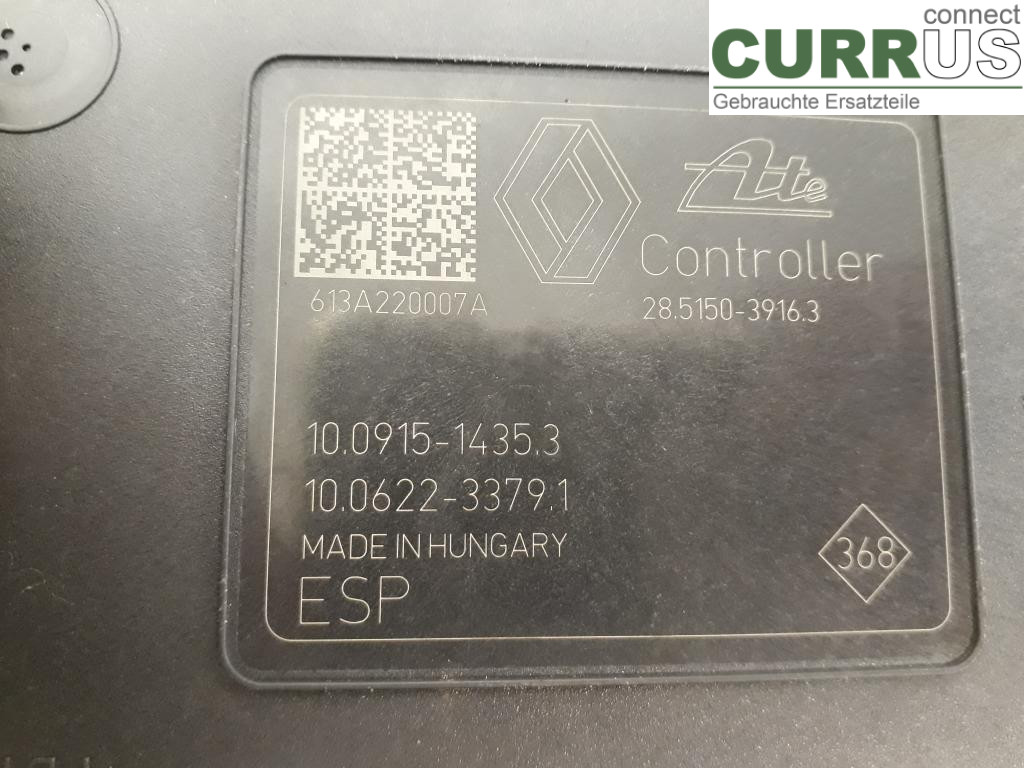 connect
CURRUS
Gebrauchte Ersatzteile
Ate
Controller
613A220007A
28.5150-3916.3
10.0915-1435.3
10.0622-3379.1
MADE IN HUNGARY
368
ESP